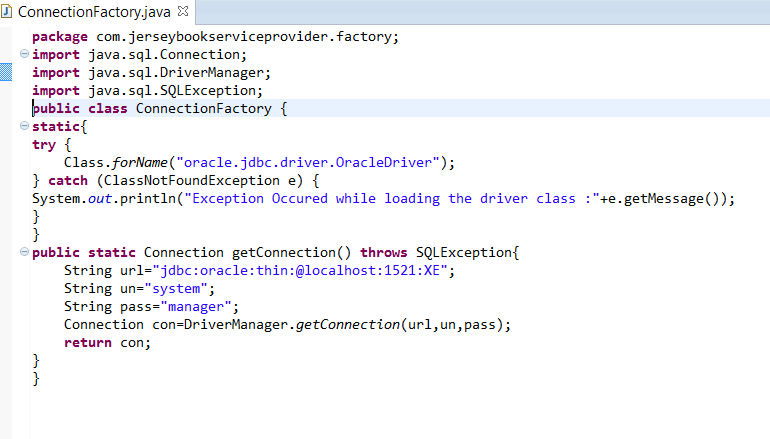 ConnectionFactory.java
package com.jerseybookserviceprovider.factory;
import java.sql.Connection;
import java.sql.DriverManager;
import java.sql.SQLException;
public class ConnectionFactory {
static{
try {
    Class.forName("oracle.jdbc.driver.OracleDriver");
} catch (ClassNotFoundException e) {
System.out.println("Exception Occured while loading the driver class :"+e.getMessage());
}
}
public static Connection getConnection() throws SQLException{
    String url="jdbc:oracle:thin:@localhost:1521:XE";
    String un="system";
    String pass="manager";
    Connection con=DriverManager.getConnection(url,un,pass);
    return con;
}
}